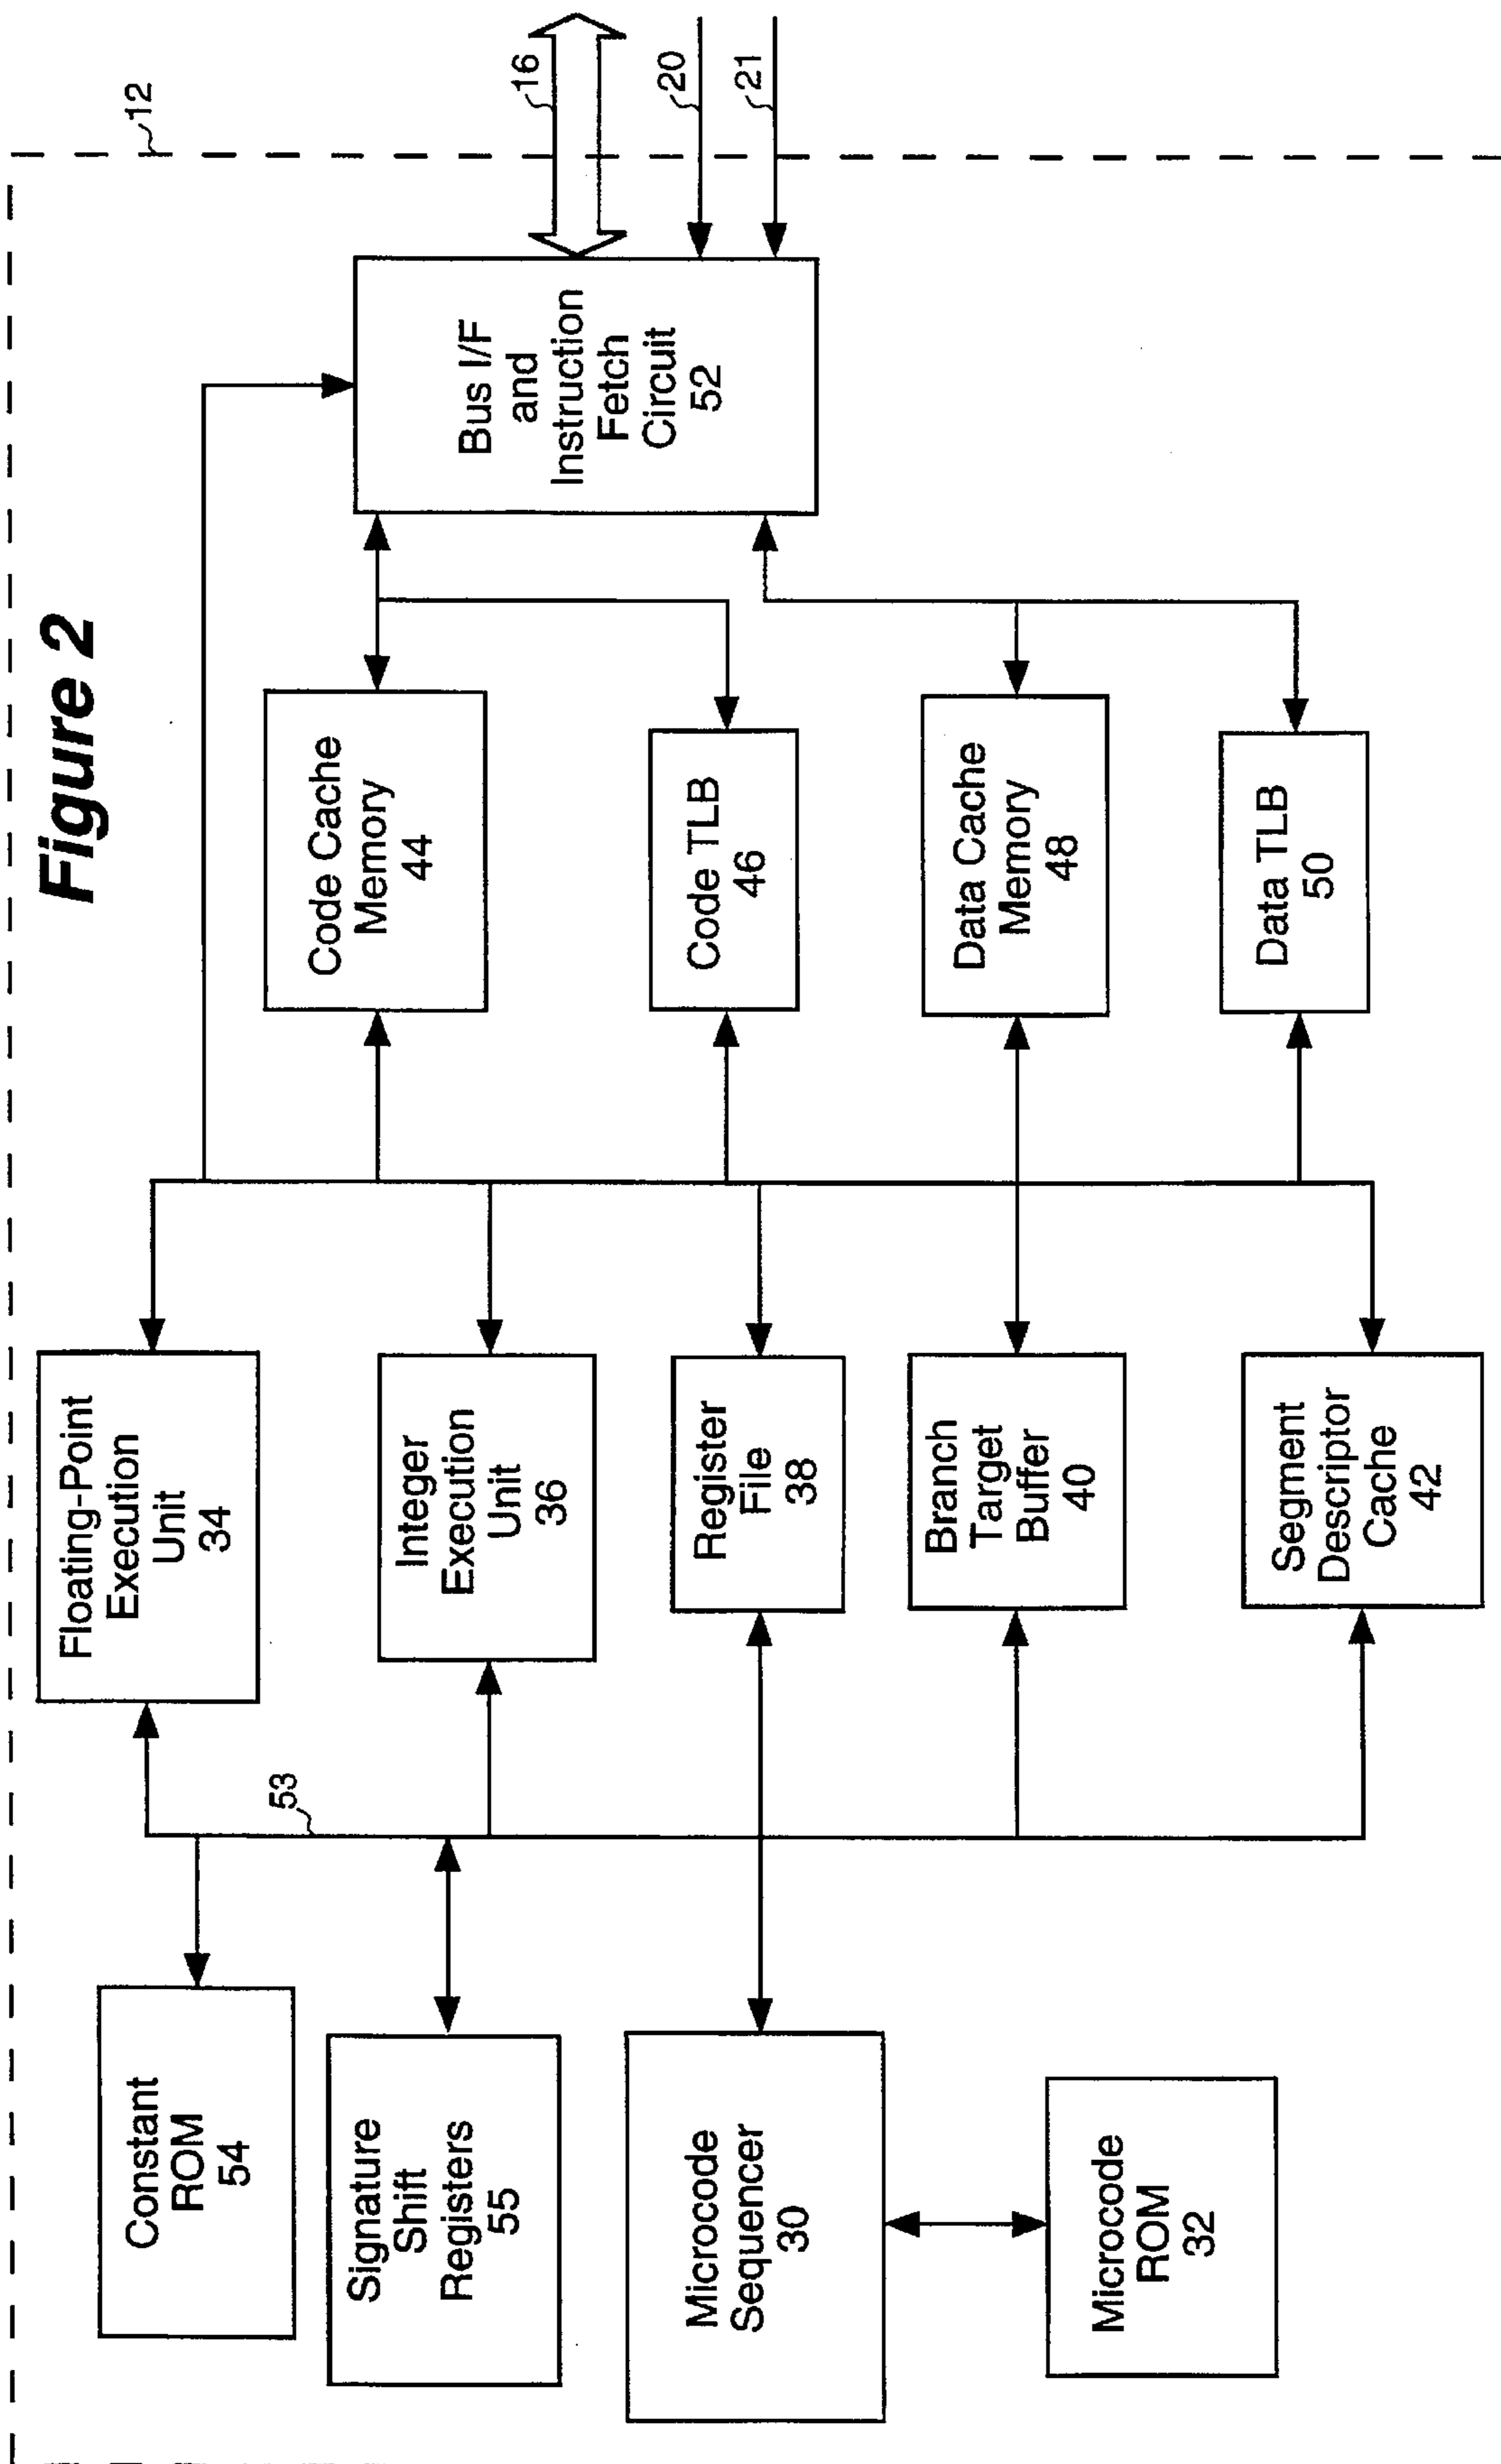 Figure 2
12
Constant
ROM
54
Signature
Shift
Registers
55
Microcode
Sequencer
30
Microcode
ROM
32
53
Floating-Point
Execution
Unit
34
Integer
Execution
Unit
36
Register
File
38
Branch
Target
Buffer
40
Segment
Descriptor
Cache
42
Code Cache
Memory
44
Code TLB
46
Data Cache
Memory
48
Data TLB
50
Bus I/F
and
Instruction
Fetch
Circuit
52
16
20
21